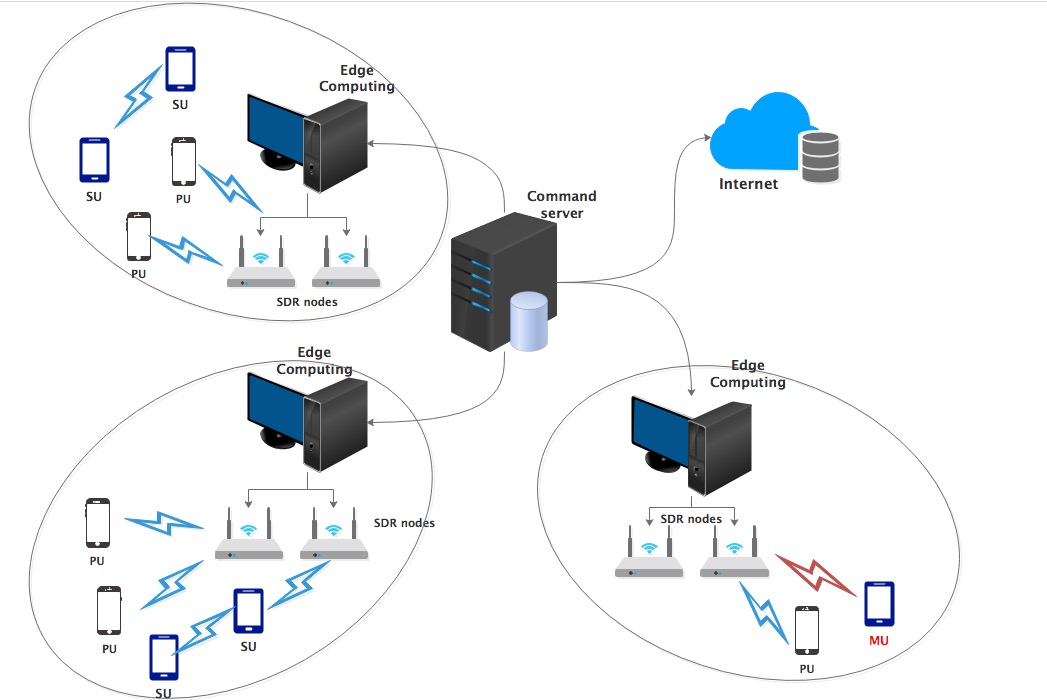 Edge
Computing
SU
SU
PU
PU
SDR nodes
Command
server
Internet
Edge
Computing
SDR nodes
PU
PU
SU
SU
Edge
Computing
SDR nodes
MU
PU